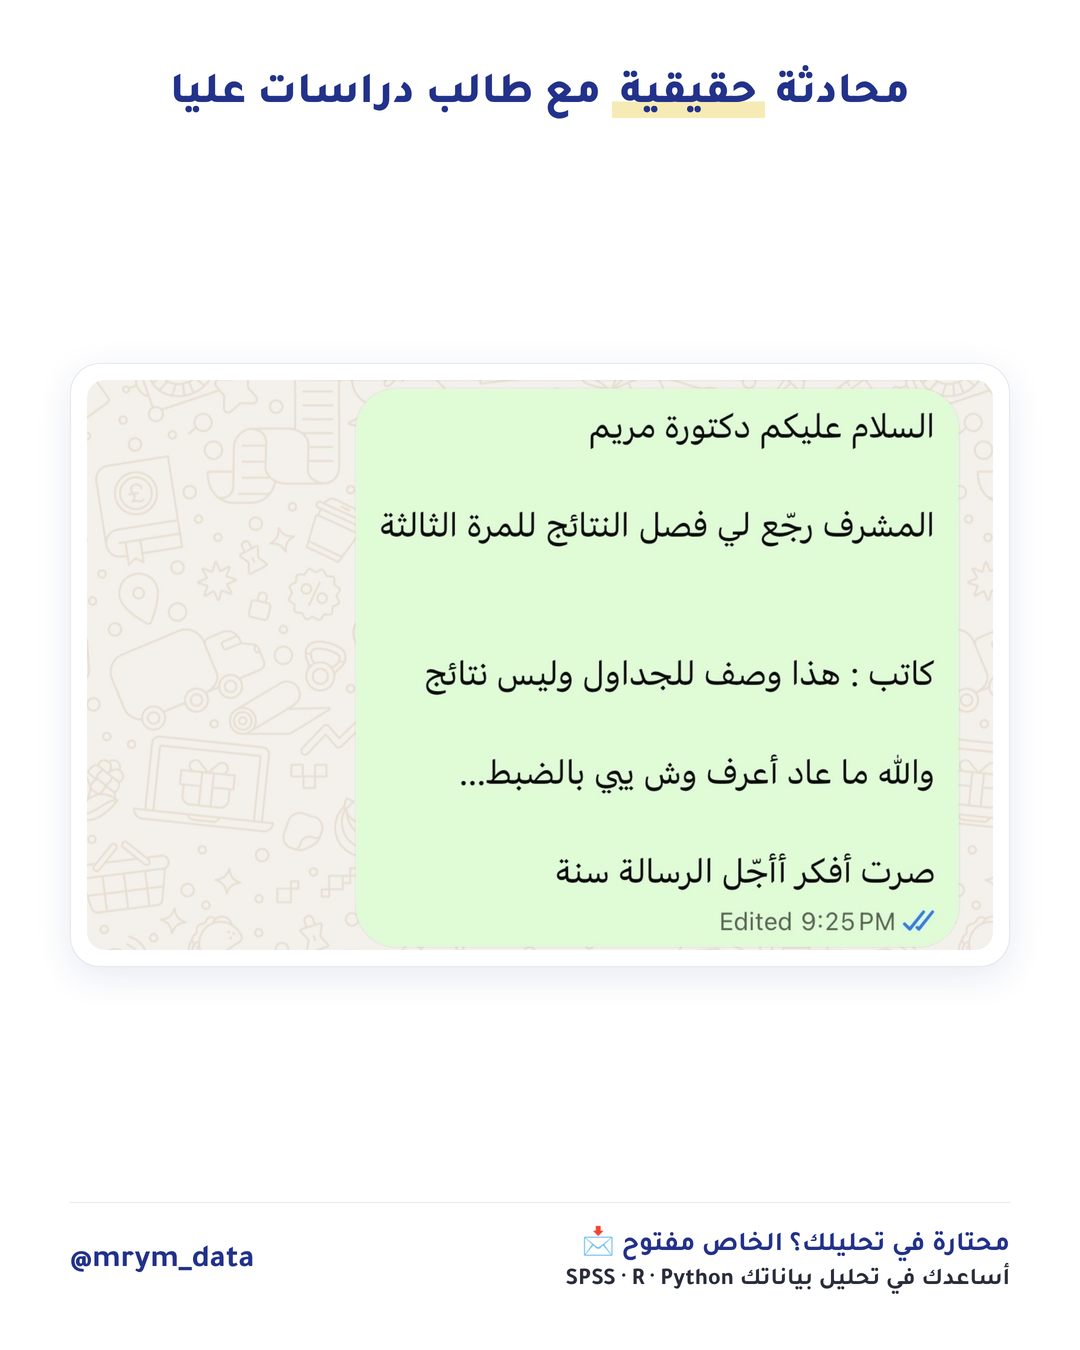 محادثة حقيقية مع طالب دراسات عليا
السلام عليكم دكتورة مريم
المشرف رجّع لي فصل النتائج للمرة الثالثة
كاتب : هذا وصف للجداول وليس نتائج
والله ما عاد أعرف وش يبي بالضبط...
صرت أفكر أأجّل الرسالة سنة
Edited 9:25 PM
محتارة في تحليلك؟ الخاص مفتوح 📩
أساعدك في تحليل بياناتك SPSS · R · Python
@mrym_data